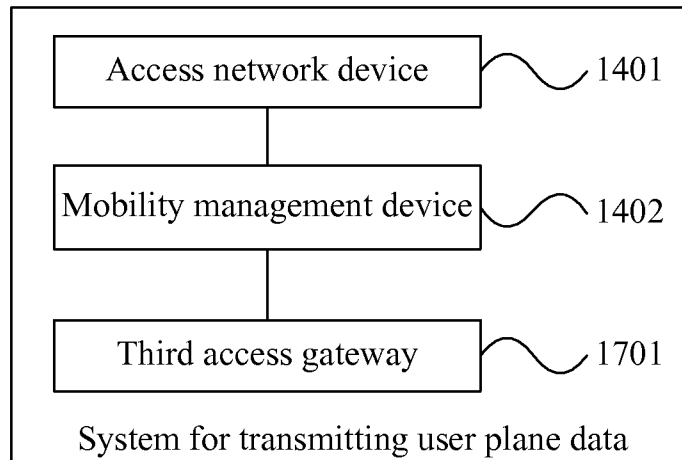 Access network device 1401
Mobility management device 1402
Third access gateway 1701
System for transmitting user plane data